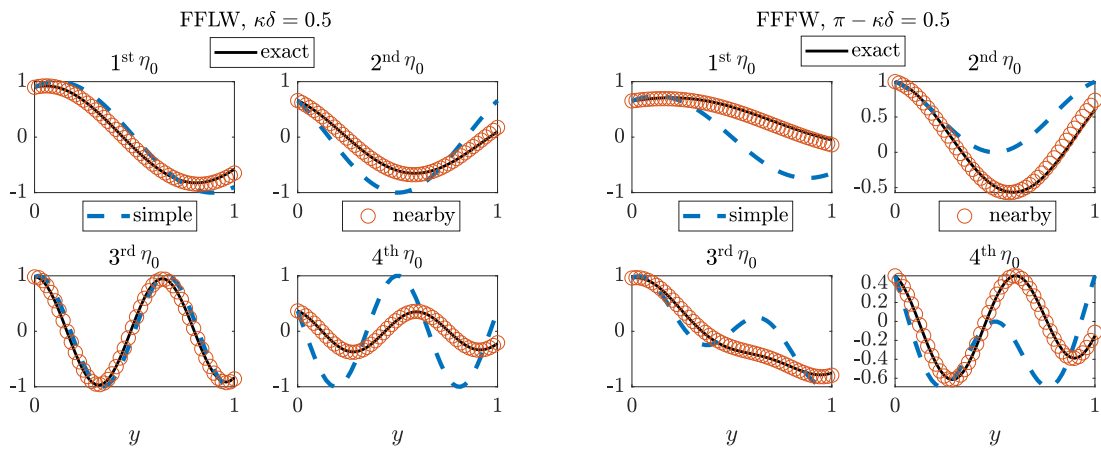 FFLW, κδ = 0.5
exact
1st η0
2nd η0
1
0
-1
0
1
1
0
-1
0
1
simple
nearby
3rd η0
4th η0
1
0
-1
0
1
1
0
-1
0
1
y
y
FFFW, π − κδ = 0.5
exact
1st η0
2nd η0
1
0
-1
0
1
1
0.5
0
-0.5
0
1
simple
nearby
3rd η0
4th η0
1
0
-1
0
1
0.4
0.2
0
-0.2
-0.4
-0.6
0
1
y
y